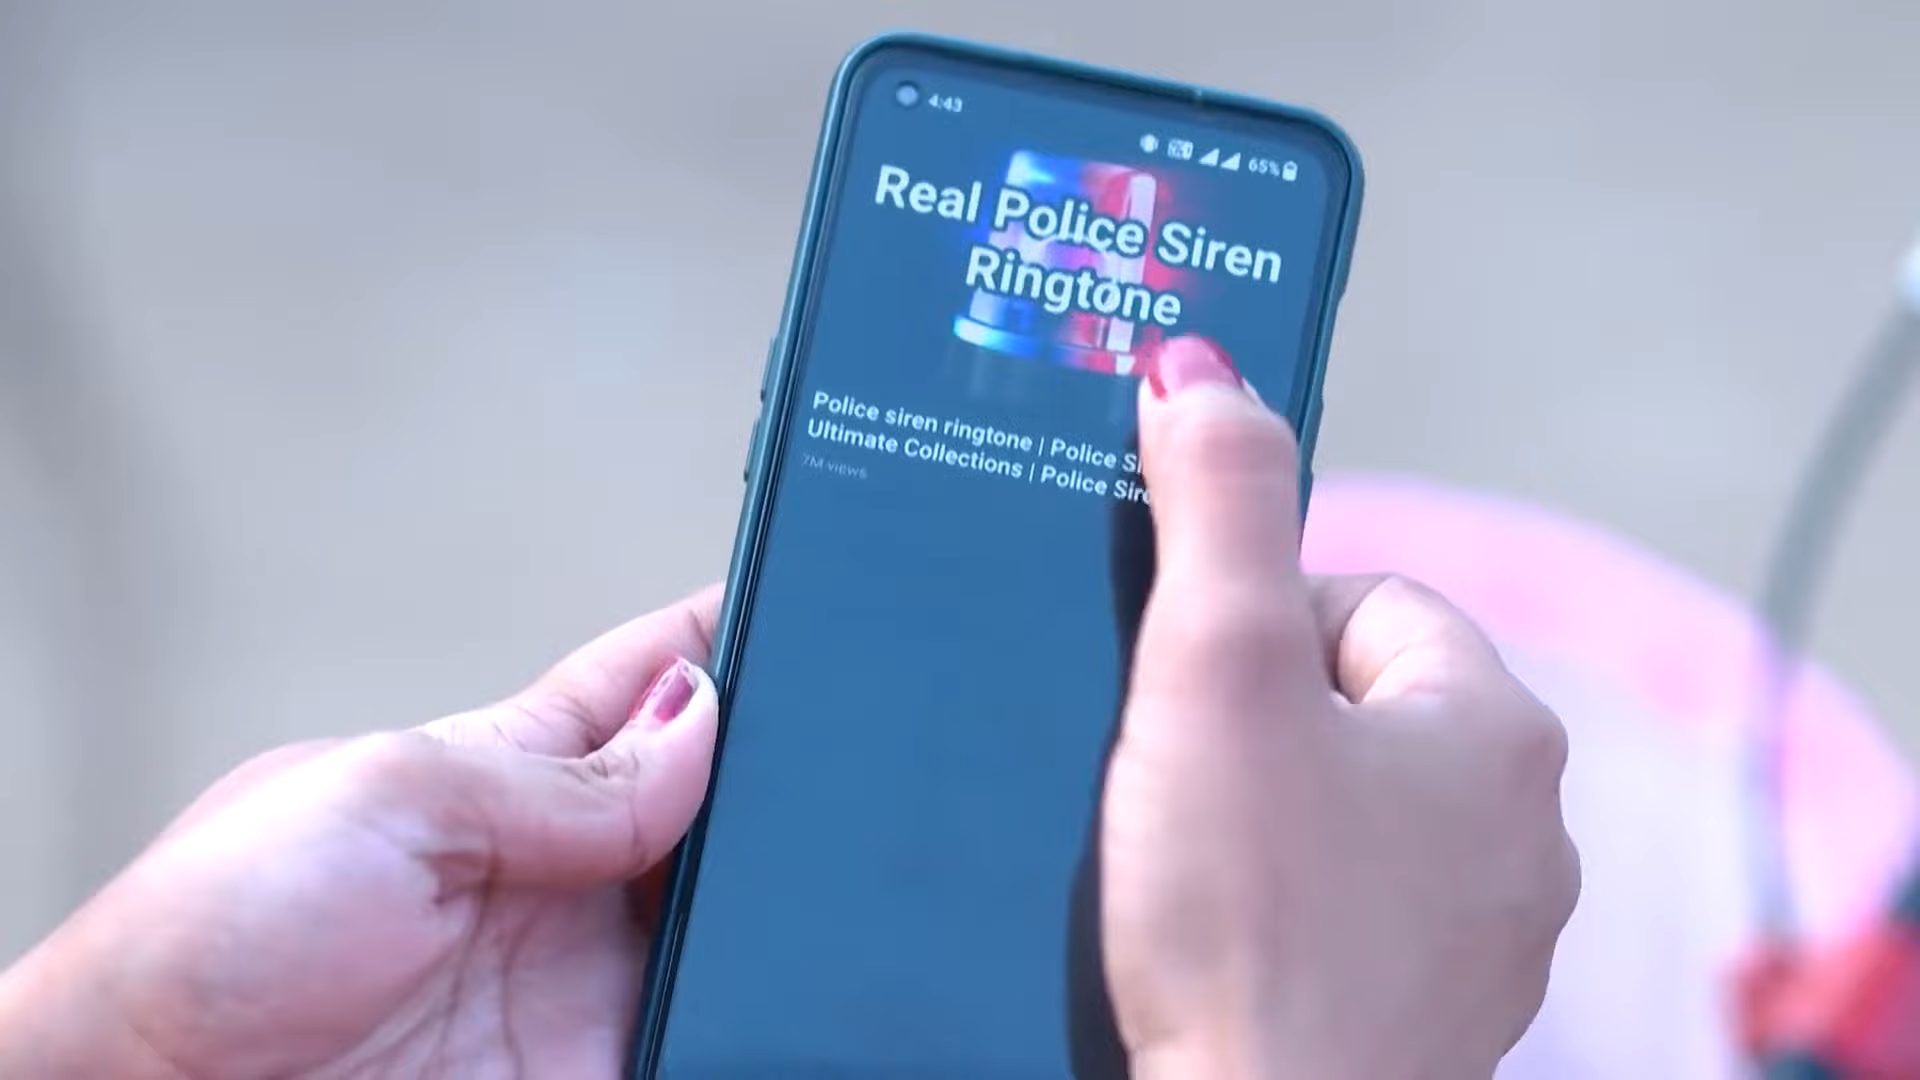 4:43
65%
Real Police Siren
Ringtone
Police siren ringtone | Police
Ultimate Collections | Police
7M views